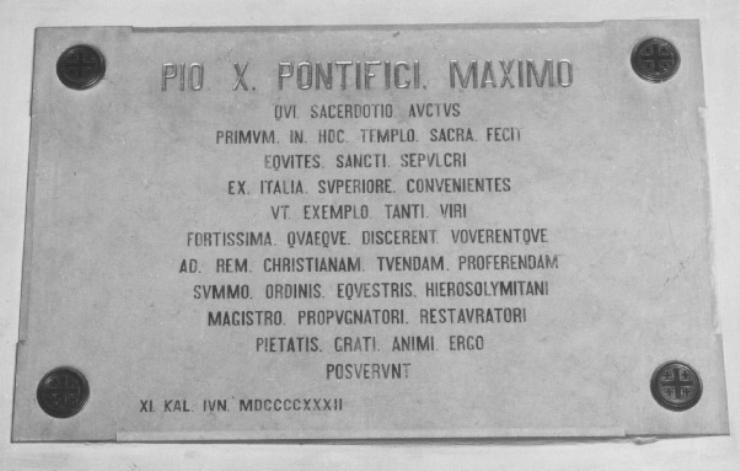 PIO X. PONTIFICI. MAXIMO
QVI. SACERDOTIO. AVCTVS
PRIMVM. IN. HOC. TEMPLO. SACRA. FECIT
EQVITES. SANCTI. SEPVLCRI
EX. ITALIA. SVPERIORE. CONVENIENTES
VT. EXEMPLO. TANTI. VIRI
FORTISSIMA. QVAEQVE. DISCERENT. VOVERENTQVE
AD. REM. CHRISTIANAM. TVENDAM. PROFERENDAM
SVMMO. ORDINIS. EQVESTRIS. HIEROSOLYMITANI
MAGISTRO. PROPVGNATORI. RESTAVRATORI
PIETATIS. GRATI. ANIMI. ERGO
POSVERVNT
XI. KAL. IVN. MDCCCCXXXII